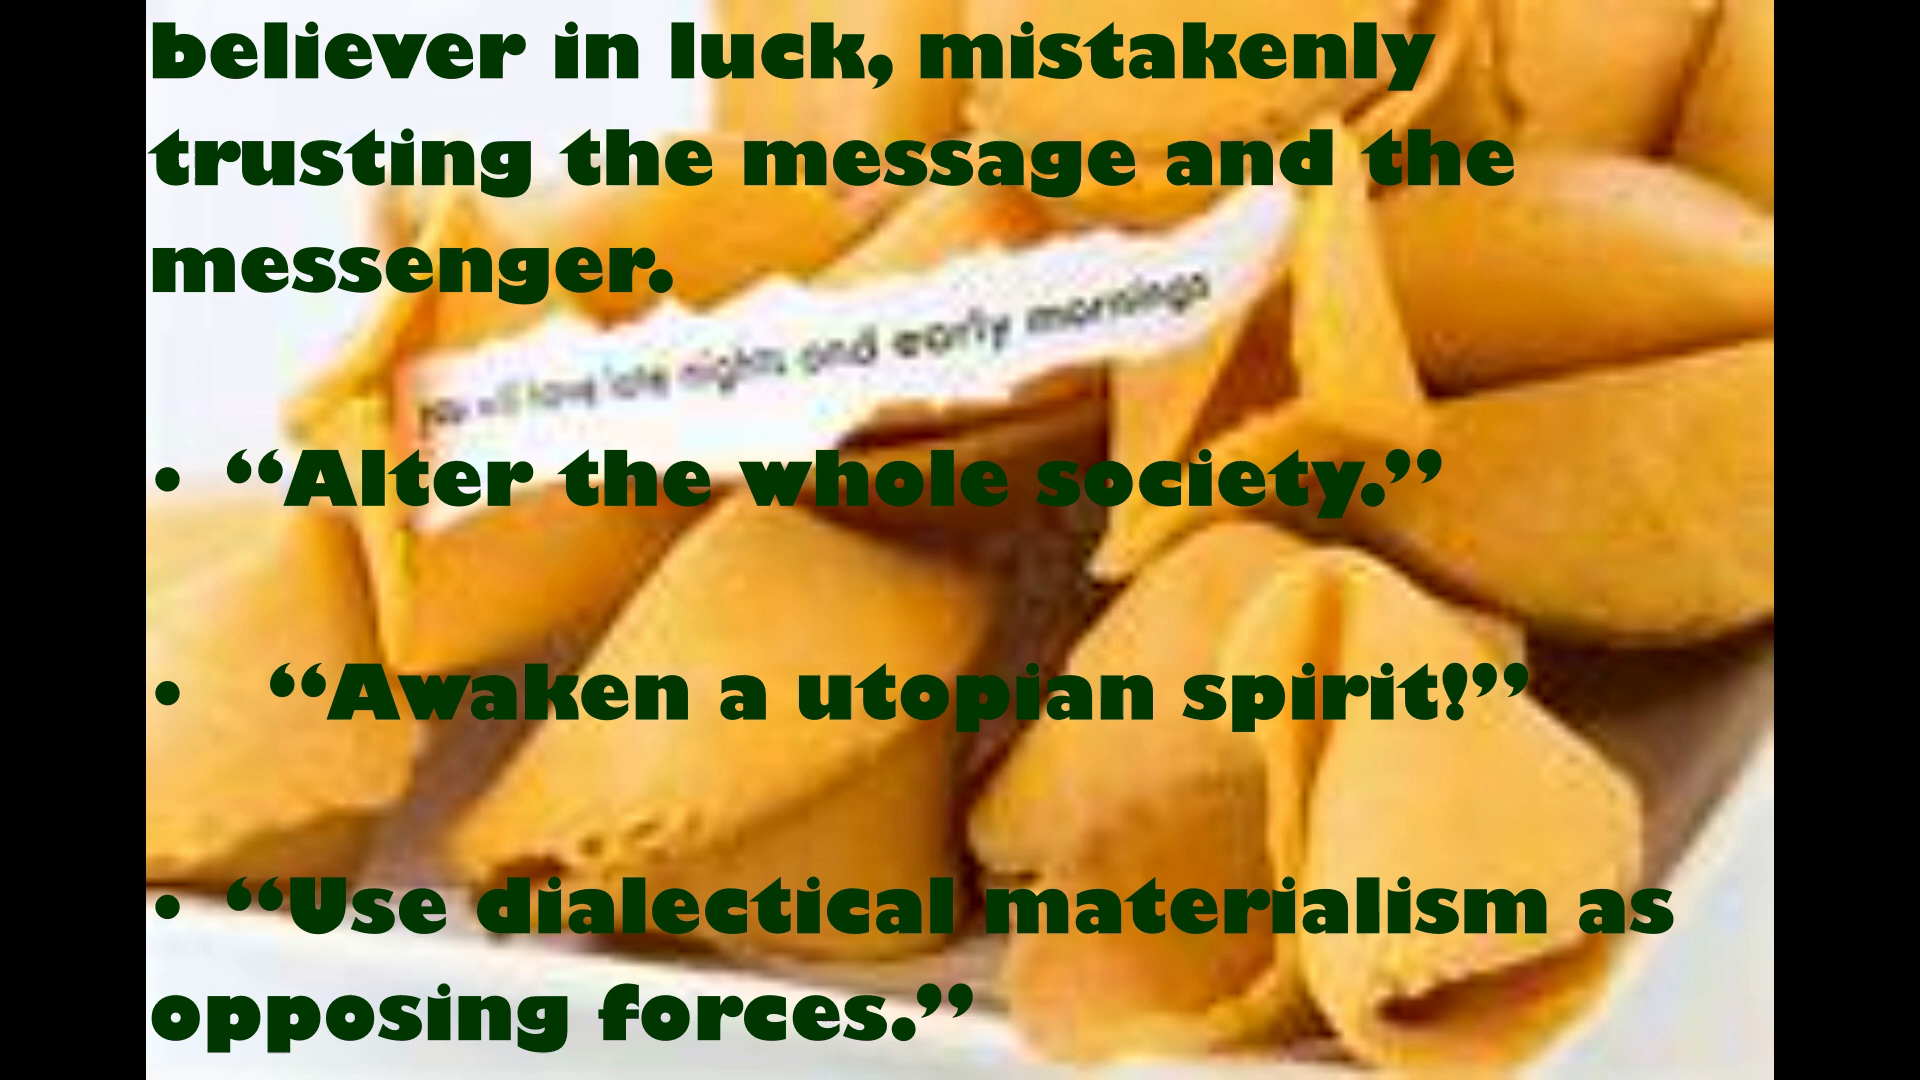 believer in luck, mistakenly
trusting the message and the
messenger.
late nights and early mornings
• “Alter the whole society.”
• “Awaken a utopian spirit!”
• “Use dialectical materialism as
opposing forces.”